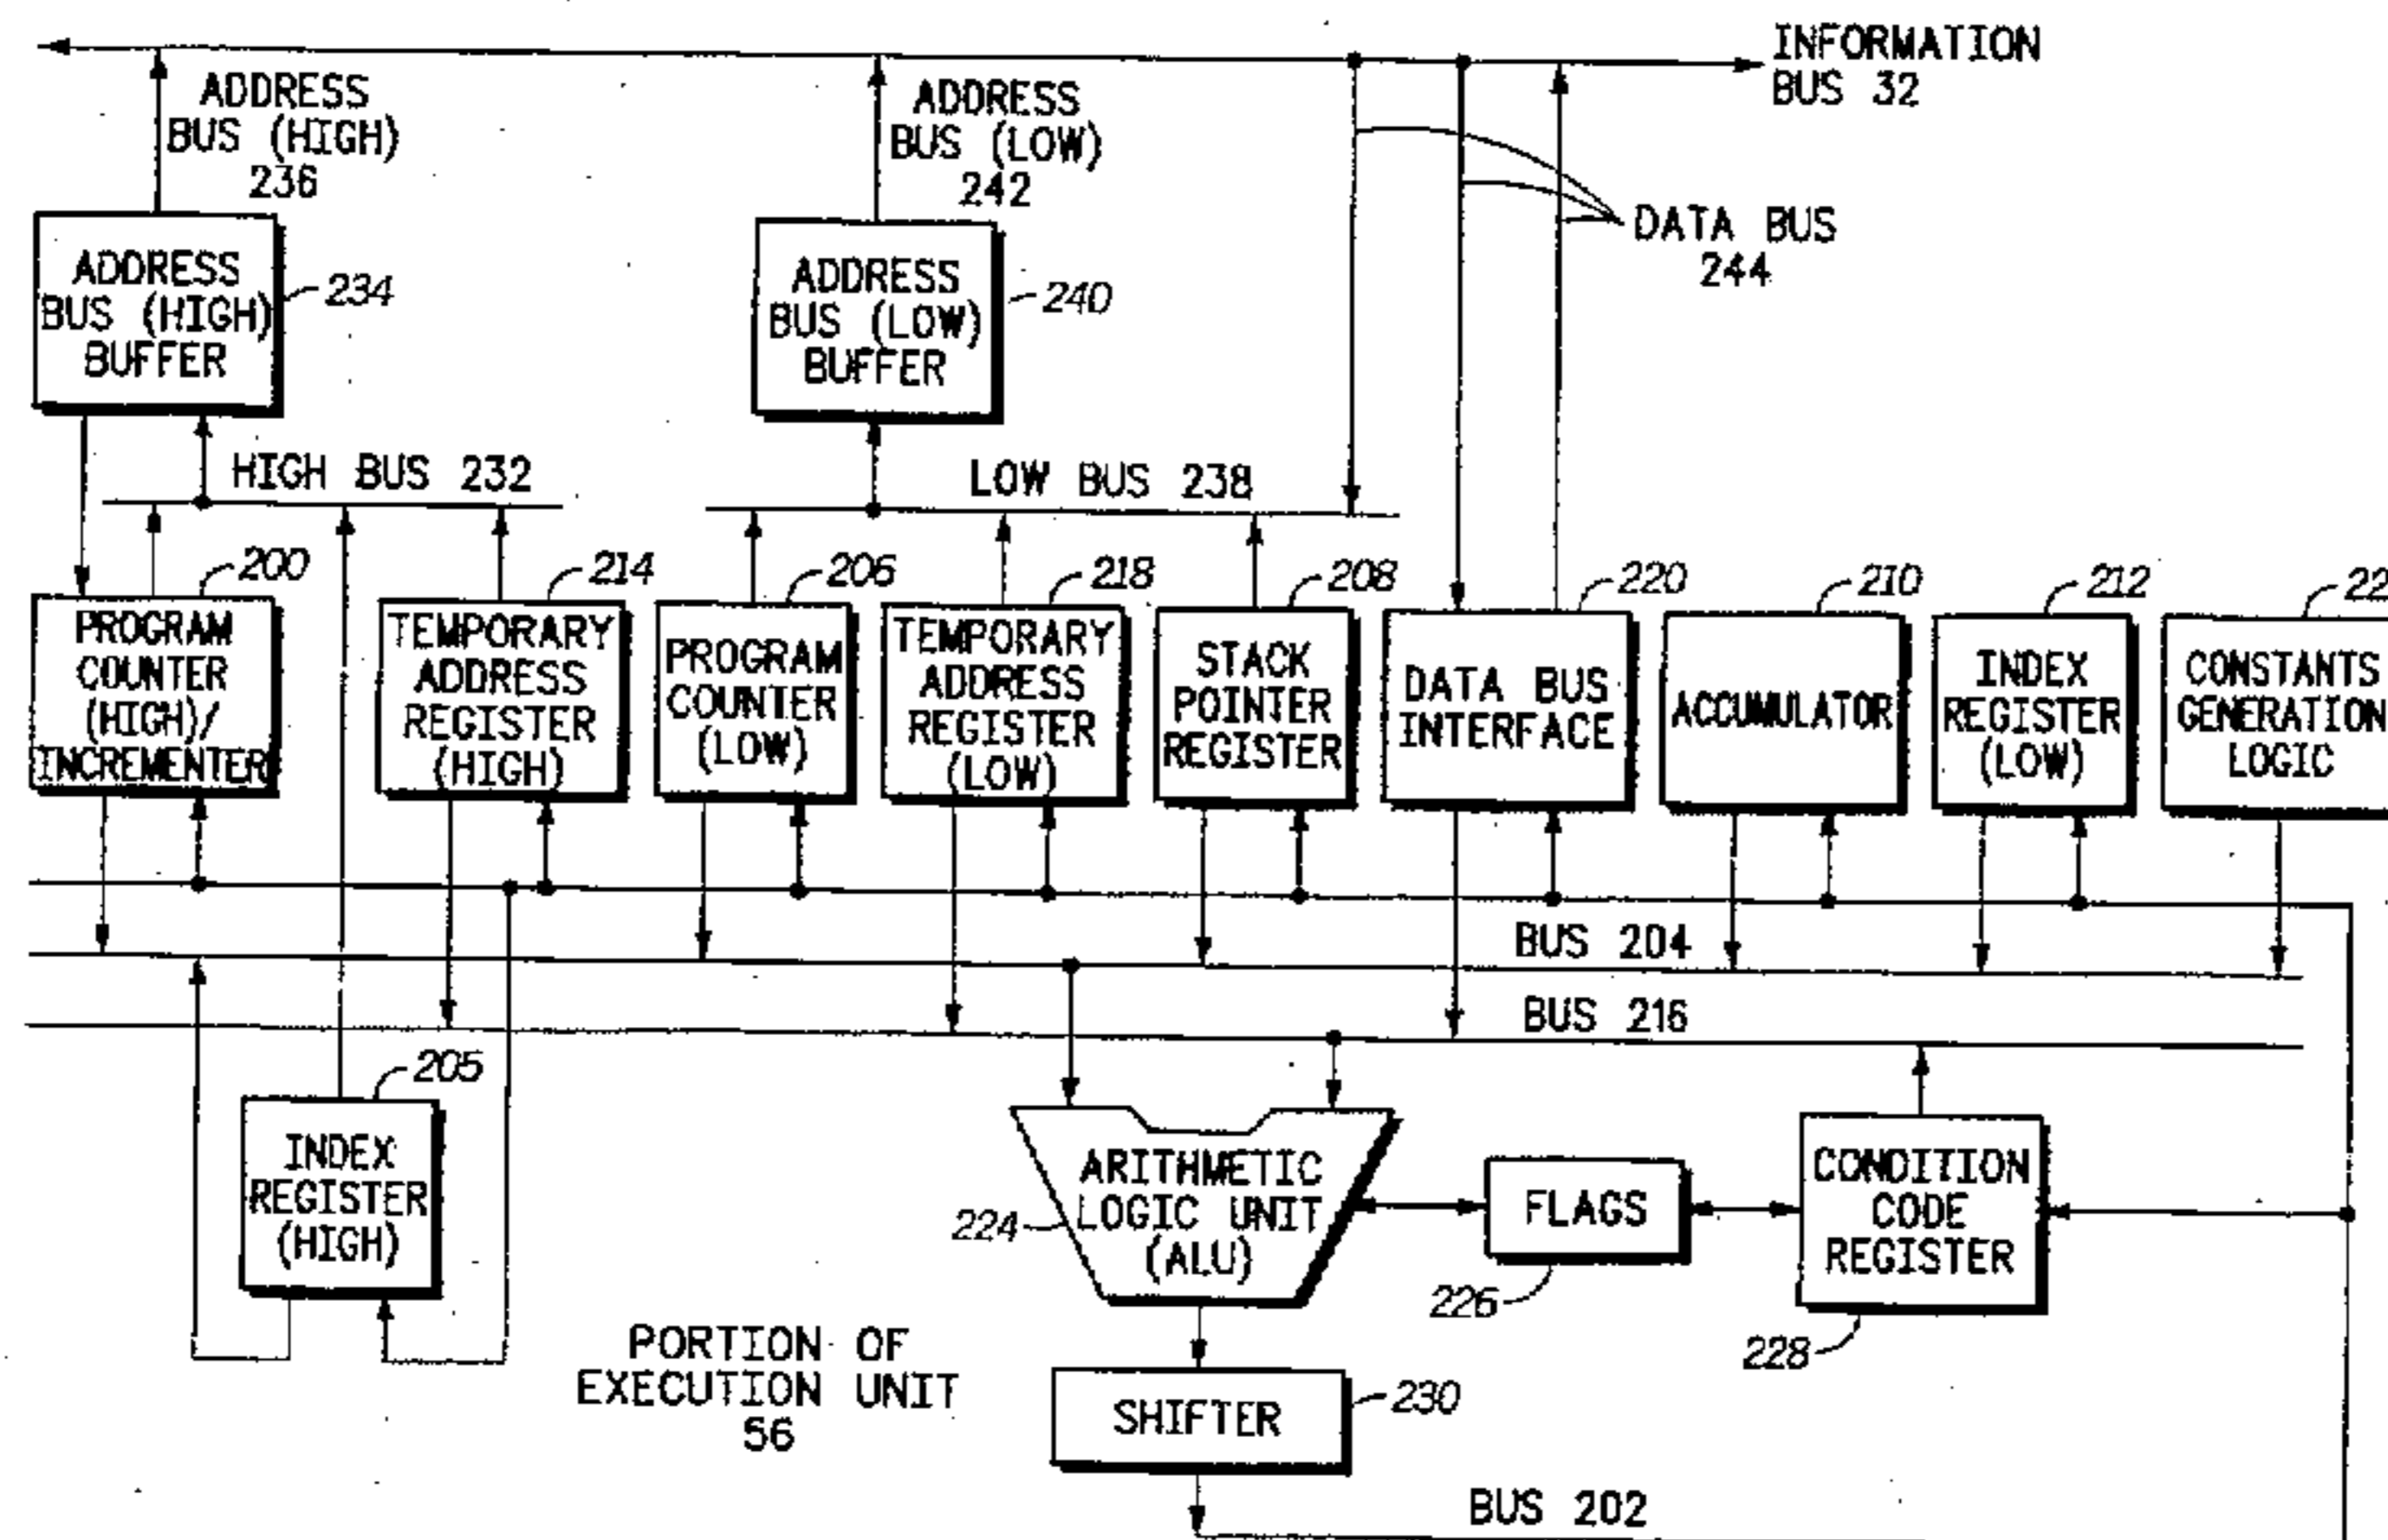 INFORMATION
BUS 32
ADDRESS
BUS (HIGH)
236
ADDRESS
BUS (LOW)
242
DATA BUS
244
ADDRESS
BUS (HIGH)
BUFFER
234
ADDRESS
BUS (LOW)
BUFFER
240
HIGH BUS 232
LOW BUS 238
200
214
206
218
208
220
210
212
PROGRAM
COUNTER
(HIGH)/
INCREMENTER
TEMPORARY
ADDRESS
REGISTER
(HIGH)
PROGRAM
COUNTER
(LOW)
TEMPORARY
ADDRESS
REGISTER
(LOW)
STACK
POINTER
REGISTER
DATA BUS
INTERFACE
ACCUMULATOR
INDEX
REGISTER
(LOW)
CONSTANTS
GENERATION
LOGIC
BUS 204
BUS 216
205
INDEX
REGISTER
(HIGH)
ARITHMETIC
LOGIC UNIT
(ALU)
224
FLAGS
226
CONDITION
CODE
REGISTER
228
PORTION OF
EXECUTION UNIT
56
SHIFTER
230
BUS 202